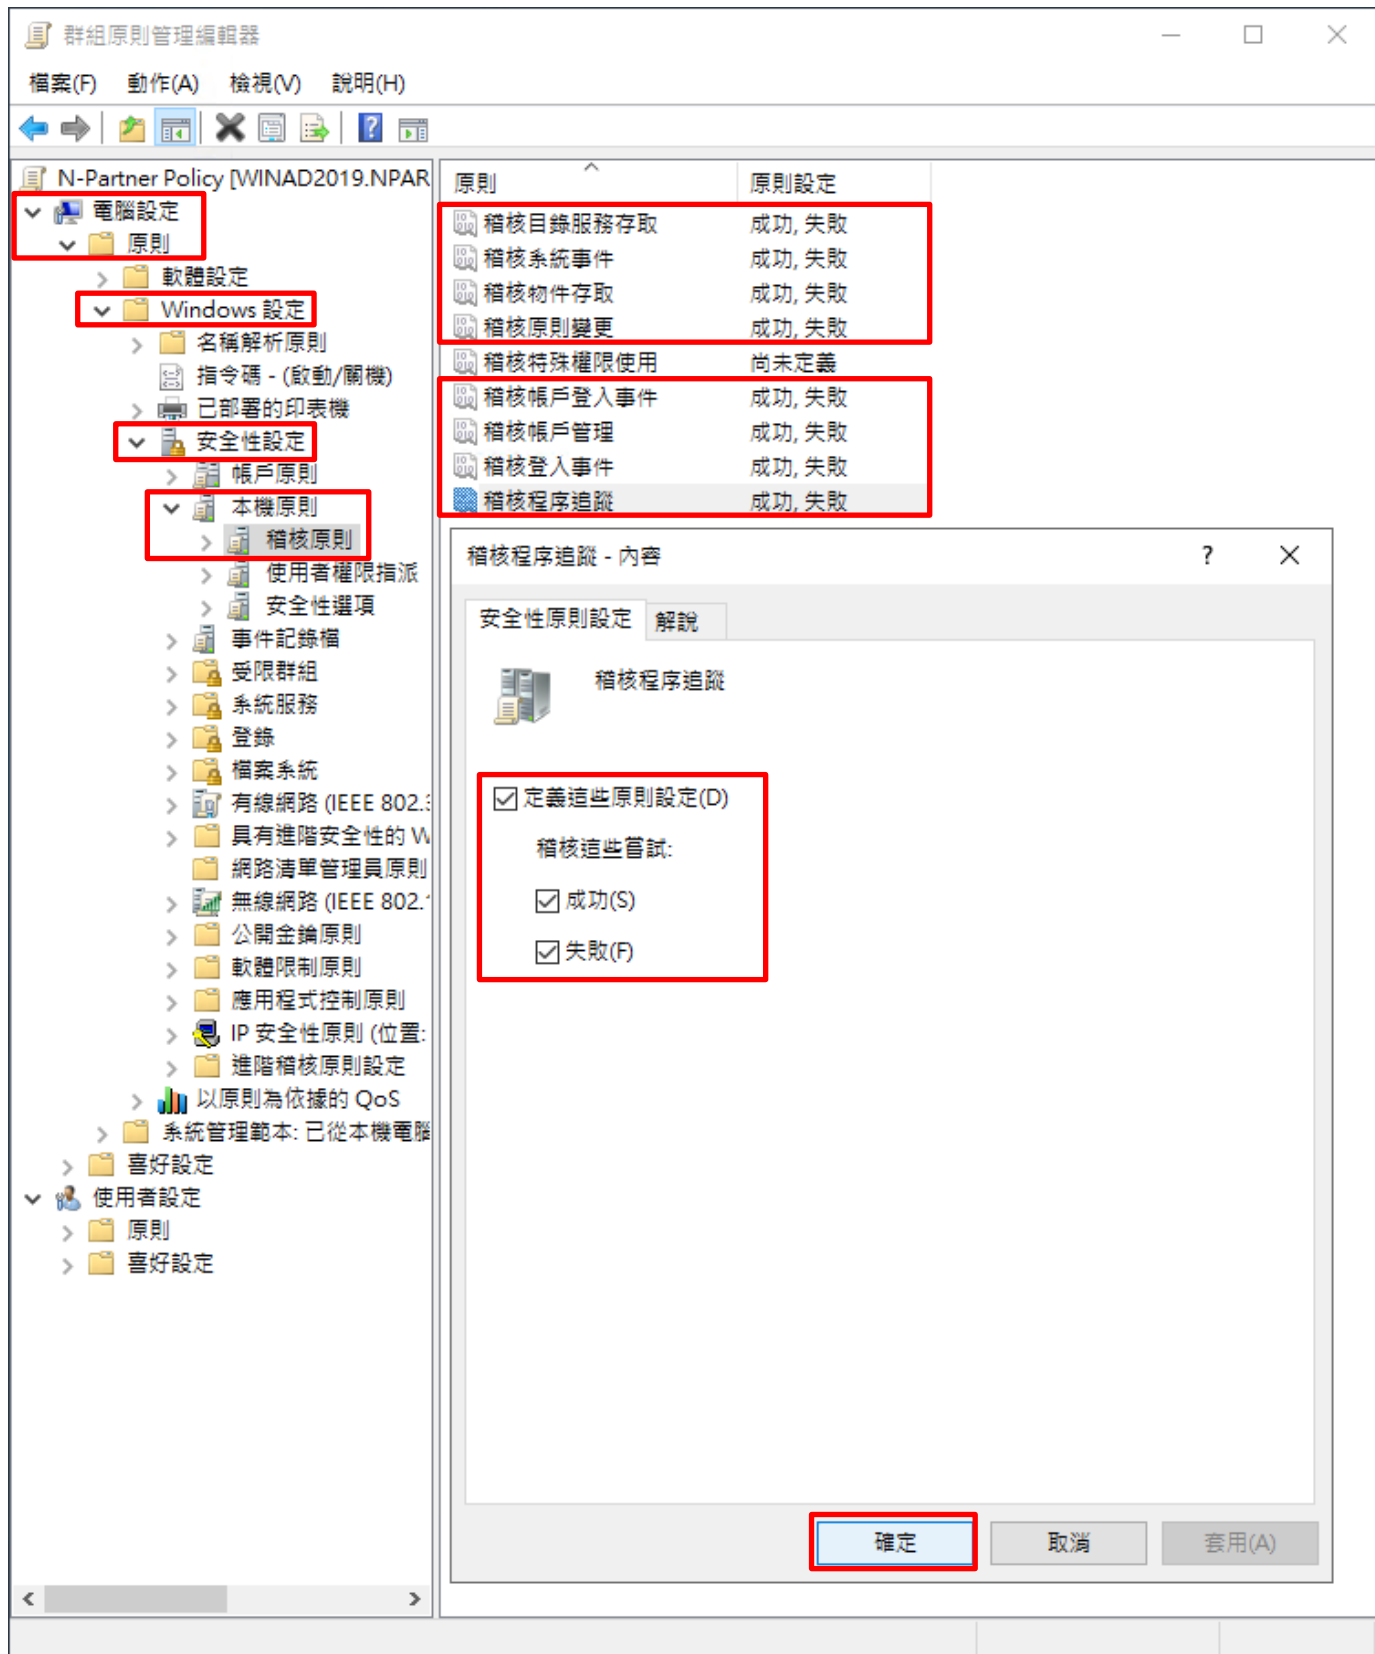 群組原則管理編輯器
檔案(F) 動作(A) 檢視(V) 說明(H)
N-Partner Policy [WINAD2019.NPAR
電腦設定
原則
軟體設定
Windows 設定
名稱解析原則
指令碼 - (啟動/關機)
已部署的印表機
安全性設定
帳戶原則
本機原則
稽核原則
使用者權限指派
安全性選項
事件記錄檔
受限群組
系統服務
登錄
檔案系統
有線網路 (IEEE 802.3
具有進階安全性的 W
網路清單管理員原則
無線網路 (IEEE 802.1
公開金鑰原則
軟體限制原則
應用程式控制原則
IP 安全性原則 (位置:
進階稽核原則設定
以原則為依據的 QoS
系統管理範本: 已從本機電腦
喜好設定
使用者設定
原則
喜好設定
原則 原則設定
稽核目錄服務存取 成功, 失敗
稽核系統事件 成功, 失敗
稽核物件存取 成功, 失敗
稽核原則變更 成功, 失敗
稽核特殊權限使用 尚未定義
稽核帳戶登入事件 成功, 失敗
稽核帳戶管理 成功, 失敗
稽核登入事件 成功, 失敗
稽核程序追蹤 成功, 失敗
稽核程序追蹤 - 內容
安全性原則設定 解說
稽核程序追蹤
定義這些原則設定(D)
稽核這些嘗試:
成功(S)
失敗(F)
確定 取消 套用(A)